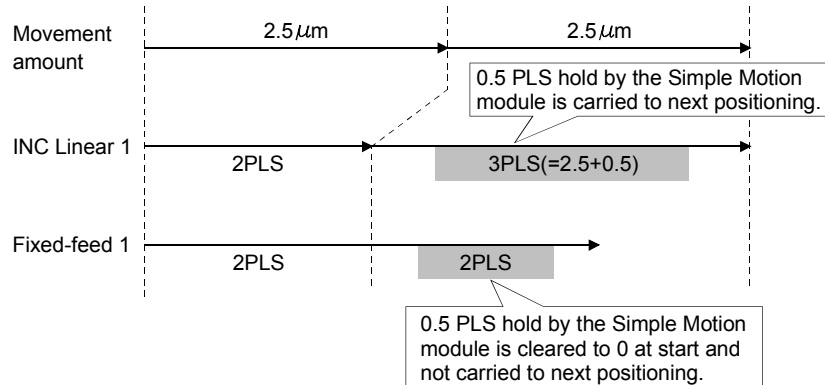 Movement
amount
2.5μm
2.5μm
0.5 PLS hold by the Simple Motion
module is carried to next positioning.
INC Linear 1
2PLS
3PLS(=2.5+0.5)
Fixed-feed 1
2PLS
2PLS
0.5 PLS hold by the Simple Motion
module is cleared to 0 at start and
not carried to next positioning.